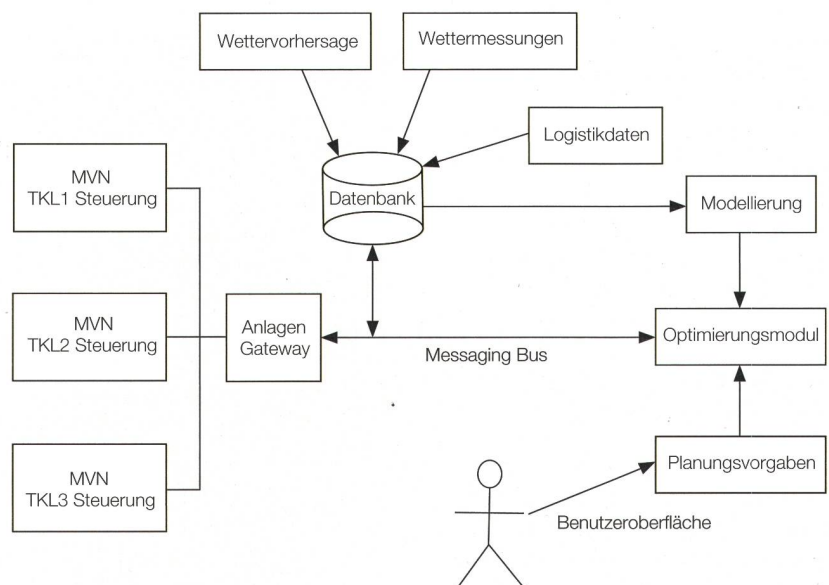 Wettervorhersage
Wettermessungen
Logistikdaten
MVN
TKL1 Steuerung
Datenbank
Modellierung
MVN
TKL2 Steuerung
Anlagen
Gateway
Messaging Bus
Optimierungsmodul
MVN
TKL3 Steuerung
Planungsvorgaben
Benutzeroberfläche